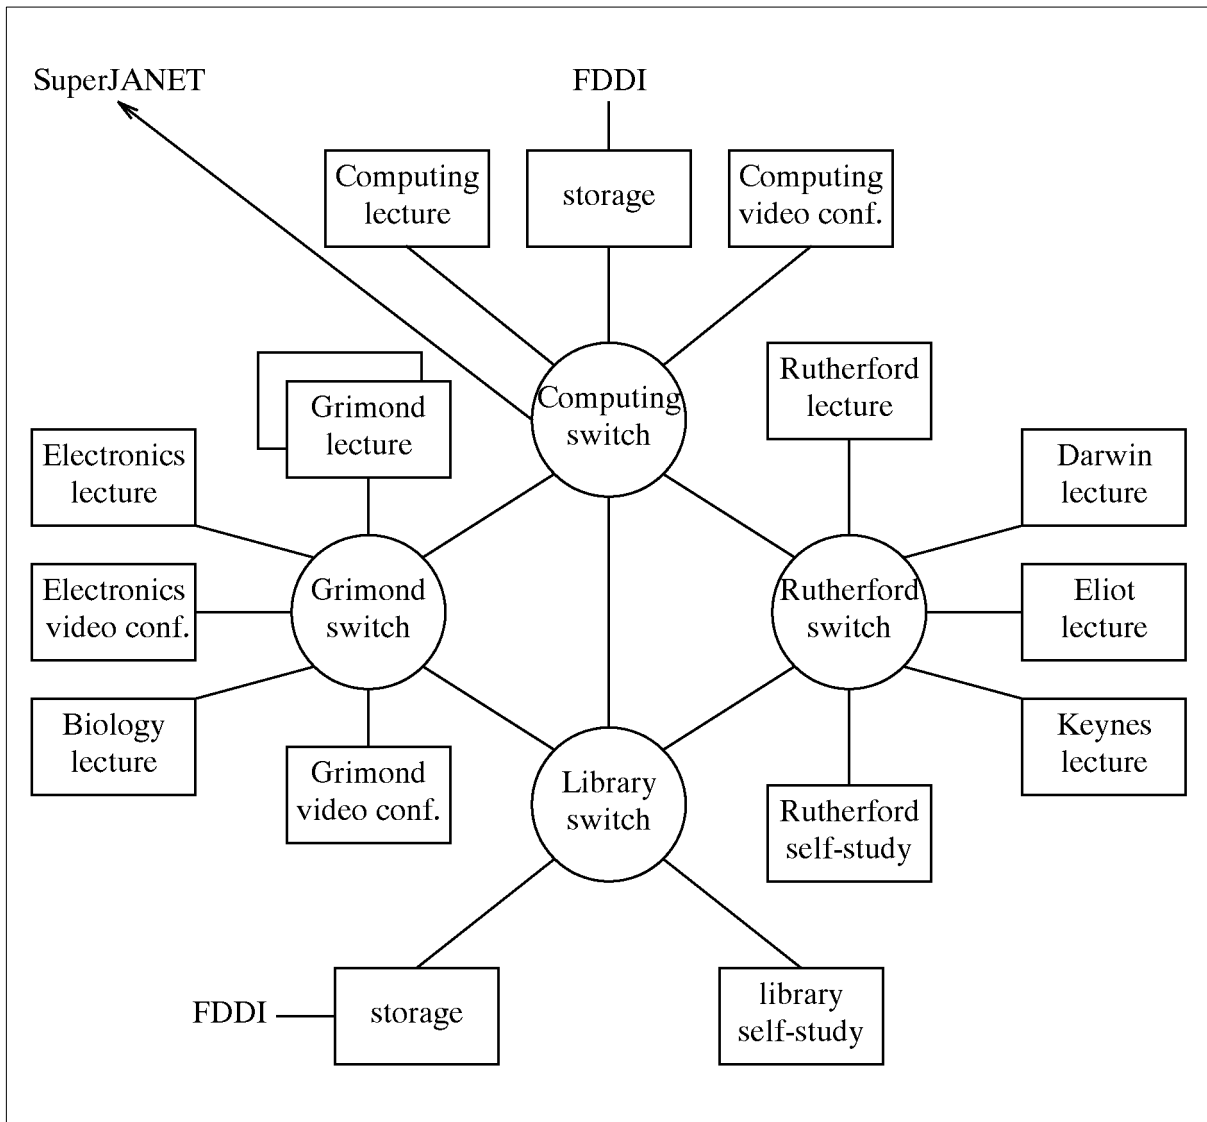 SuperJANET
FDDI
Computing
lecture
storage
Computing
video conf.
Computing
switch
Rutherford
lecture
Grimond
lecture
Electronics
lecture
Darwin
lecture
Electronics
video conf.
Grimond
switch
Rutherford
switch
Eliot
lecture
Biology
lecture
Grimond
video conf.
Library
switch
Rutherford
self-study
Keynes
lecture
FDDI
storage
library
self-study